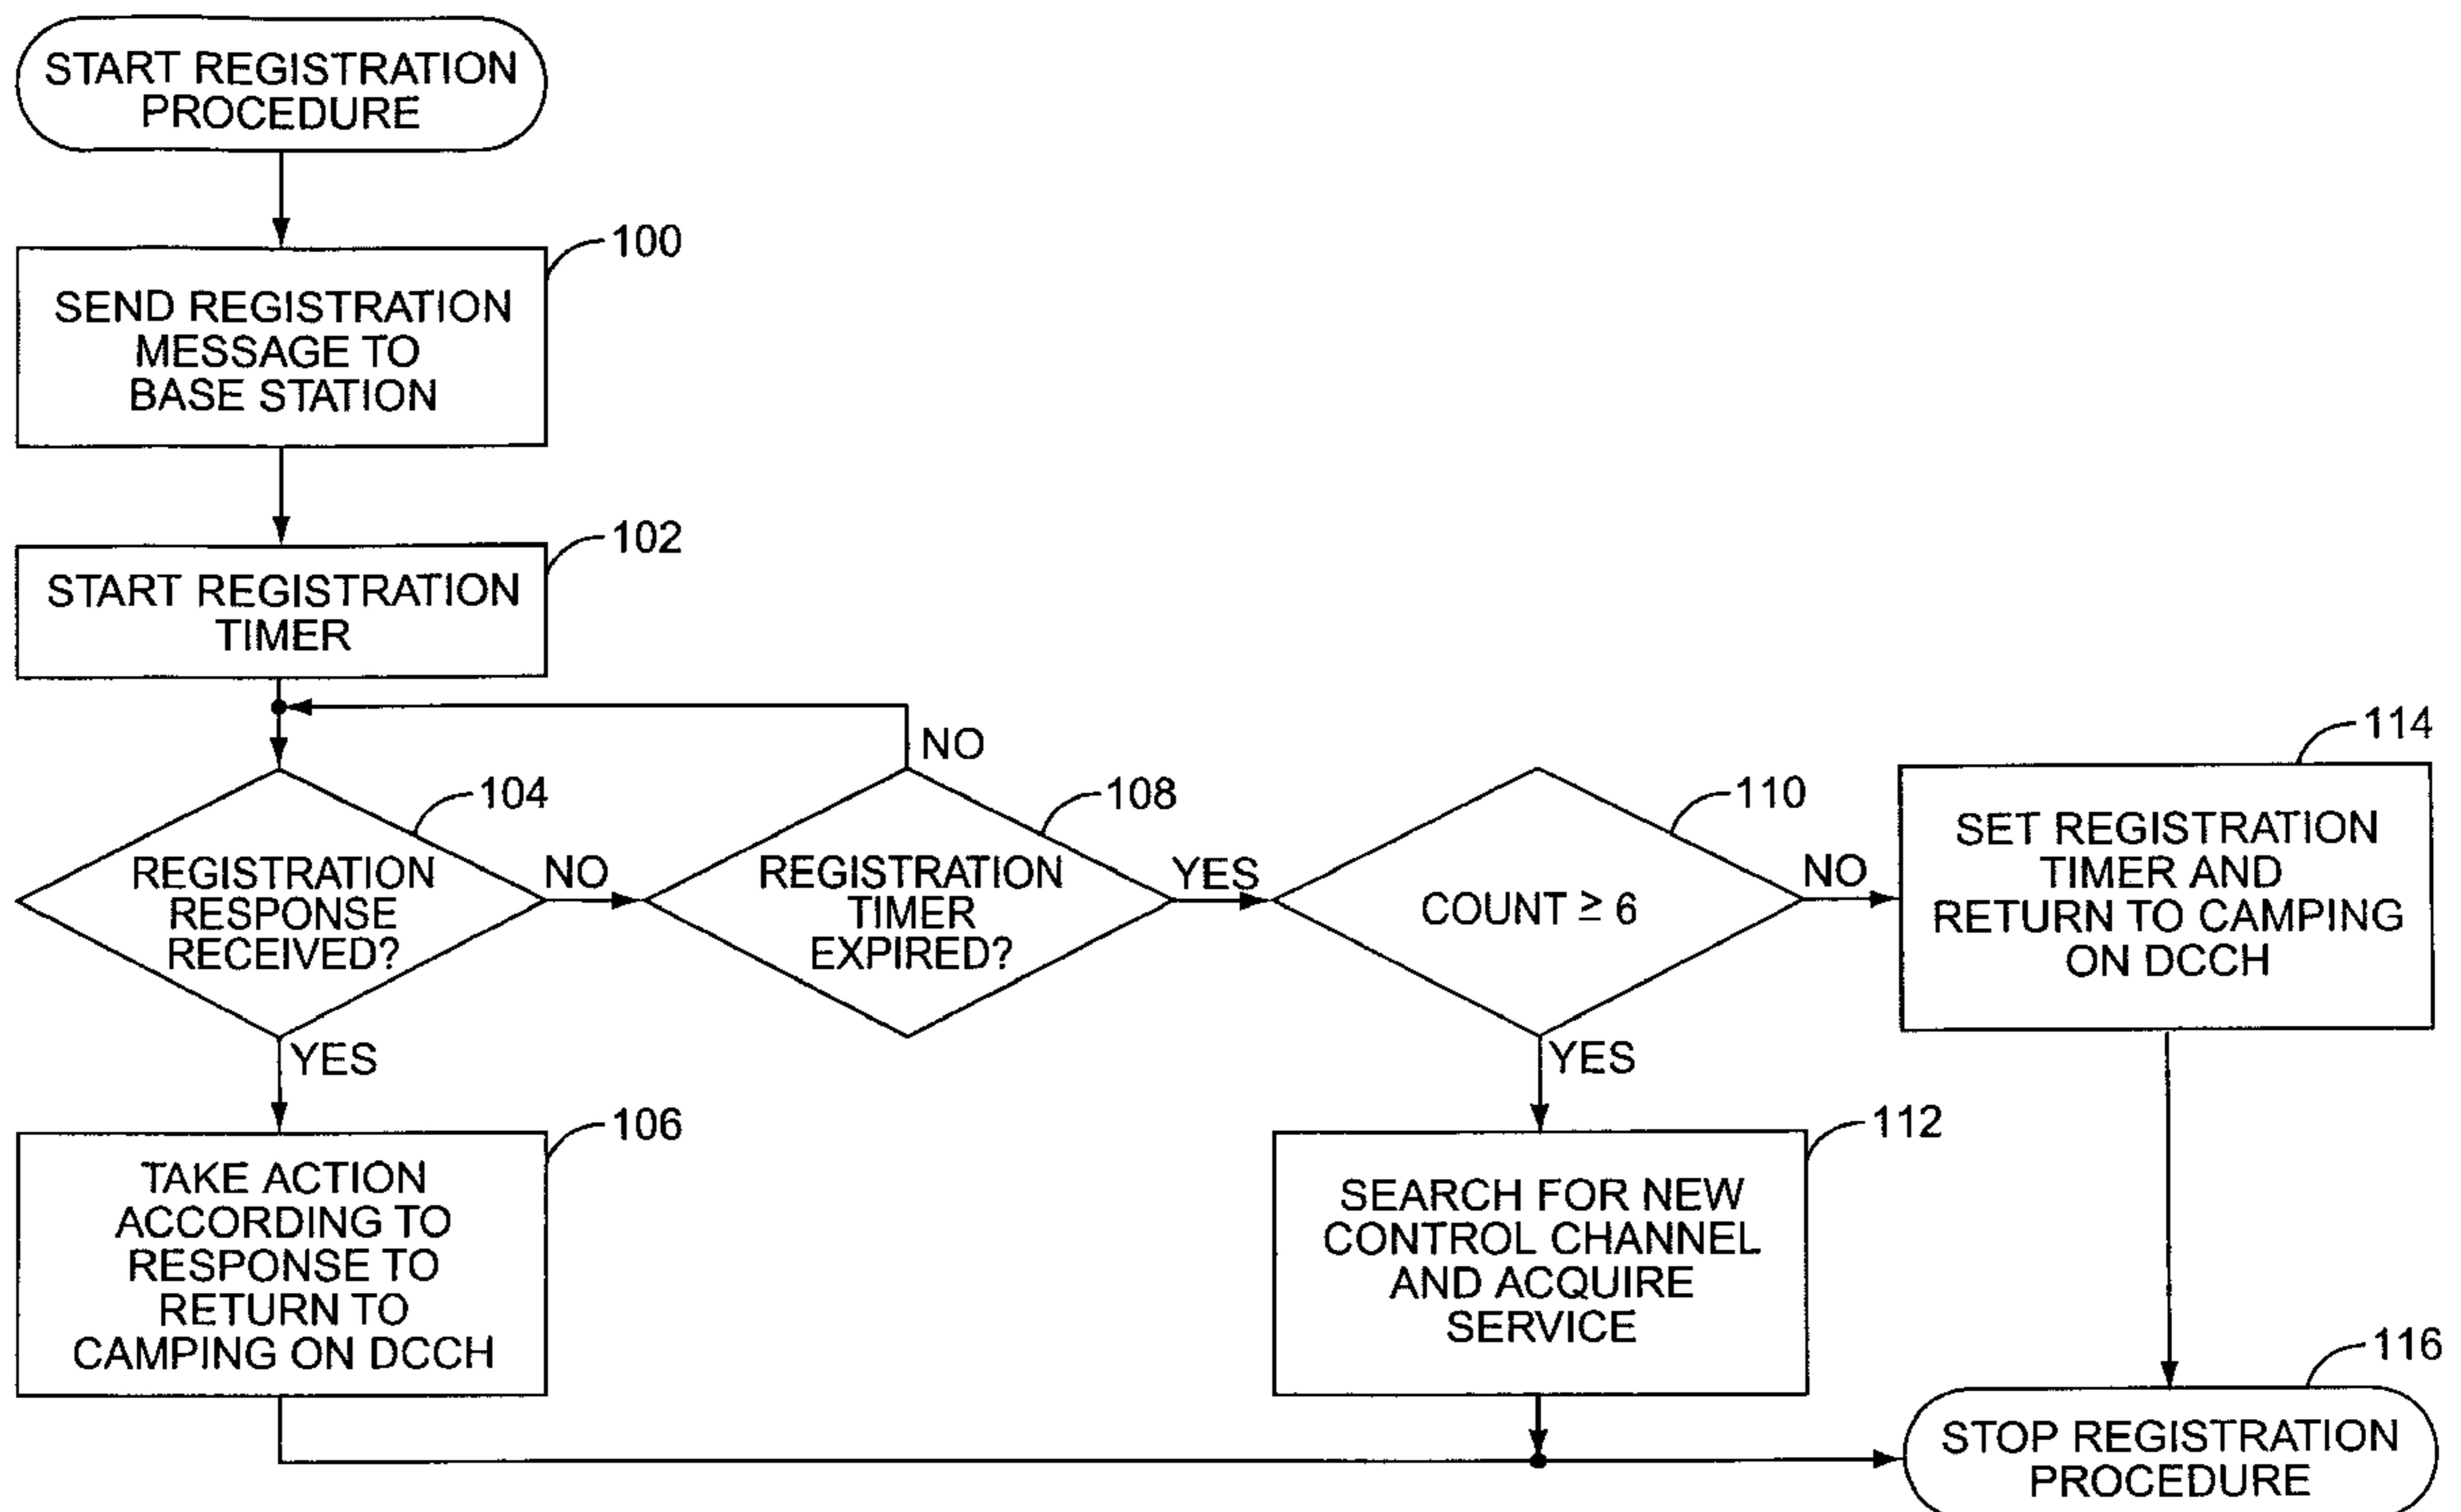 START REGISTRATION
PROCEDURE
100
SEND REGISTRATION
MESSAGE TO
BASE STATION
102
START REGISTRATION
TIMER
NO
104
REGISTRATION
RESPONSE
RECEIVED?
NO
108
REGISTRATION
TIMER
EXPIRED?
YES
110
COUNT ≥ 6
NO
114
SET REGISTRATION
TIMER AND
RETURN TO CAMPING
ON DCCH
YES
YES
106
TAKE ACTION
ACCORDING TO
RESPONSE TO
RETURN TO
CAMPING ON DCCH
112
SEARCH FOR NEW
CONTROL CHANNEL
AND ACQUIRE
SERVICE
116
STOP REGISTRATION
PROCEDURE